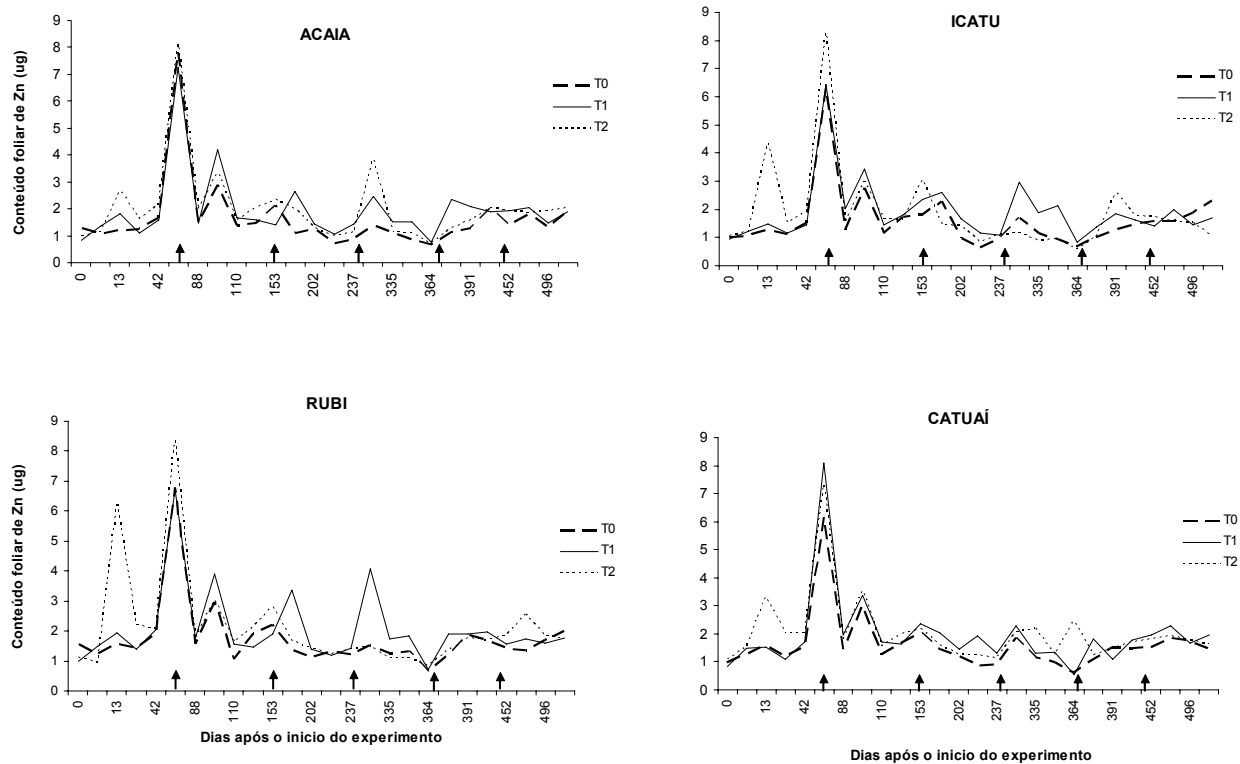 ACAIA
Conteúdo foliar de Zn (ug)
9
8
7
6
5
4
3
2
1
0
0 13 42 88 110 153 202 237 335 364 391 452 496
T0
T1
T2
ICATU
9
8
7
6
5
4
3
2
1
0
0 13 42 88 110 153 202 237 335 364 391 452 496
T0
T1
T2
RUBI
Conteúdo foliar de Zn (ug)
9
8
7
6
5
4
3
2
1
0
0 13 42 88 110 153 202 237 335 364 391 452 496
Dias após o inicio do experimento
T0
T1
T2
CATUAÍ
9
8
7
6
5
4
3
2
1
0
0 13 42 88 110 153 202 237 335 364 391 452 496
Dias após o inicio do experimento
T0
T1
T2